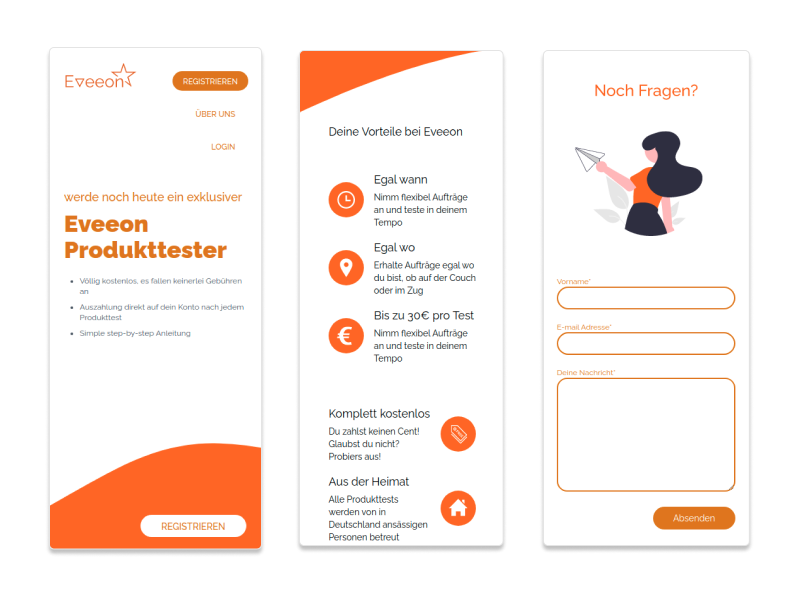 Eveeon
REGISTRIEREN
ÜBER UNS
LOGIN
werde noch heute ein exklusiver
Eveeon
Produkttester
• Völlig kostenlos, es fallen keinerlei Gebühren
an
• Auszahlung direkt auf dein Konto nach jedem
Produkttest
• Simple step-by-step Anleitung
REGISTRIEREN
Deine Vorteile bei Eveeon
Egal wann
Nimm flexibel Aufträge
an und teste in deinem
Tempo
Egal wo
Erhalte Aufträge egal wo
du bist, ob auf der Couch
oder im Zug
€
Bis zu 30€ pro Test
Nimm flexibel Aufträge
an und teste in deinem
Tempo
Komplett kostenlos
Du zahlst keinen Cent!
Glaubst du nicht?
Probiers aus!
Aus der Heimat
Alle Produkttests
werden von in
Deutschland ansässigen
Personen betreut
Noch Fragen?
Vorname*
E-mail Adresse*
Deine Nachricht*
Absenden